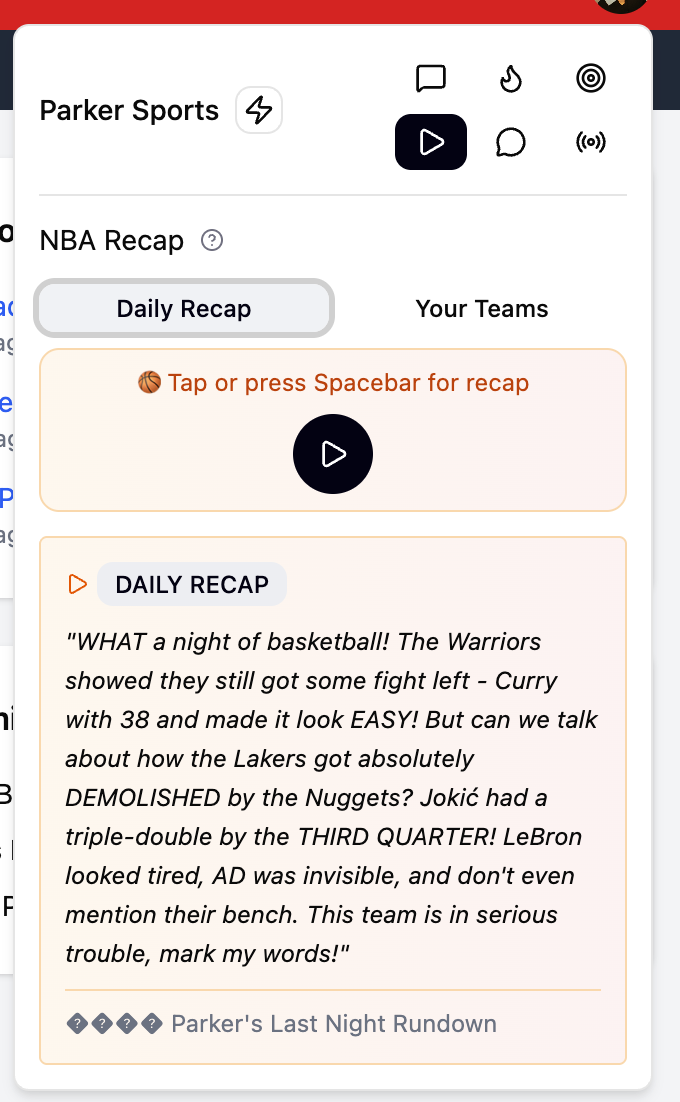 Parker Sports
NBA Recap
Daily Recap
Your Teams
🏀 Tap or press Spacebar for recap
DAILY RECAP
"WHAT a night of basketball! The Warriors
showed they still got some fight left - Curry
with 38 and made it look EASY! But can we talk
about how the Lakers got absolutely
DEMOLISHED by the Nuggets? Jokić had a
triple-double by the THIRD QUARTER! LeBron
looked tired, AD was invisible, and don't even
mention their bench. This team is in serious
trouble, mark my words!"
���� Parker's Last Night Rundown